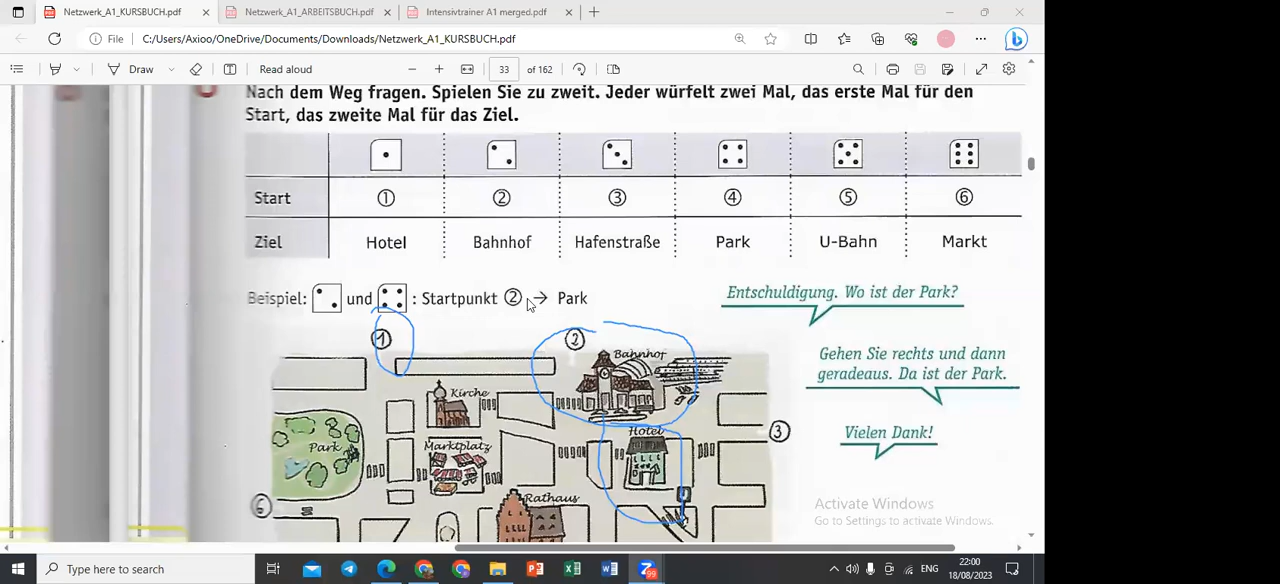 Netzwerk_A1_KURSBUCH.pdf
Netzwerk_A1_ARBEITSBUCH.pdf
Intensivtrainer A1 merged.pdf
File
C:/Users/Axioo/OneDrive/Documents/Downloads/Netzwerk_A1_KURSBUCH.pdf
Draw
Read aloud
33 of 162
Nach dem Weg fragen. Spielen Sie zu zweit. Jeder würfelt zwei Mal, das erste Mal für den
Start, das zweite Mal für das Ziel.
Start ① ② ③ ④ ⑤ ⑥
Ziel Hotel Bahnhof Hafenstraße Park U-Bahn Markt
Beispiel: und : Startpunkt ② → Park
Entschuldigung. Wo ist der Park?
Gehen Sie rechts und dann
geradeaus. Da ist der Park.
Vielen Dank!
① ②
Bahnhof
Kirche
③
Hotel
Park
Marktplatz
Rathaus
⑥
Activate Windows
Go to Settings to activate Windows.
Type here to search
99
ENG
22:00
18/08/2023